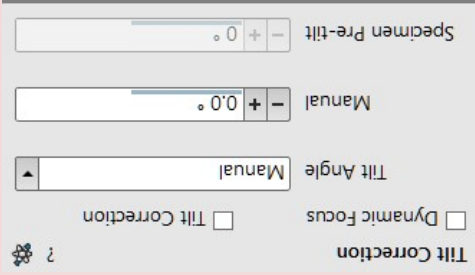 Tilt Correction ?
Dynamic Focus Tilt Correction
Tilt Angle Manual
Manual 0.0 °
Specimen Pre-tilt 0 °